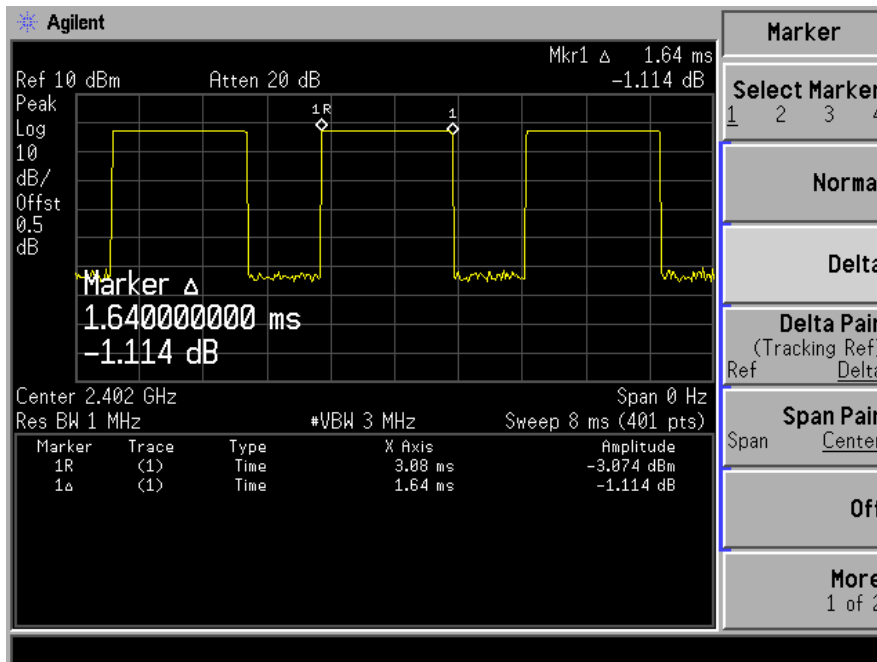 Agilent
Mkr1 Δ 1.64 ms
Ref 10 dBm Atten 20 dB -1.114 dB
Peak
Log
10
dB/
Offst
0.5
dB
1R
1
Marker Δ
1.640000000 ms
-1.114 dB
Center 2.402 GHz Span 0 Hz
Res BW 1 MHz #VBW 3 MHz Sweep 8 ms (401 pts)
Marker Trace Type X Axis Amplitude
1R (1) Time 3.08 ms -3.074 dBm
1Δ (1) Time 1.64 ms -1.114 dB
Marker
Select Marker
1 2 3 4
Norma
Delta
Delta Pair
(Tracking Ref)
Ref Delta
Span Pair
Span Center
Off
More
1 of 2